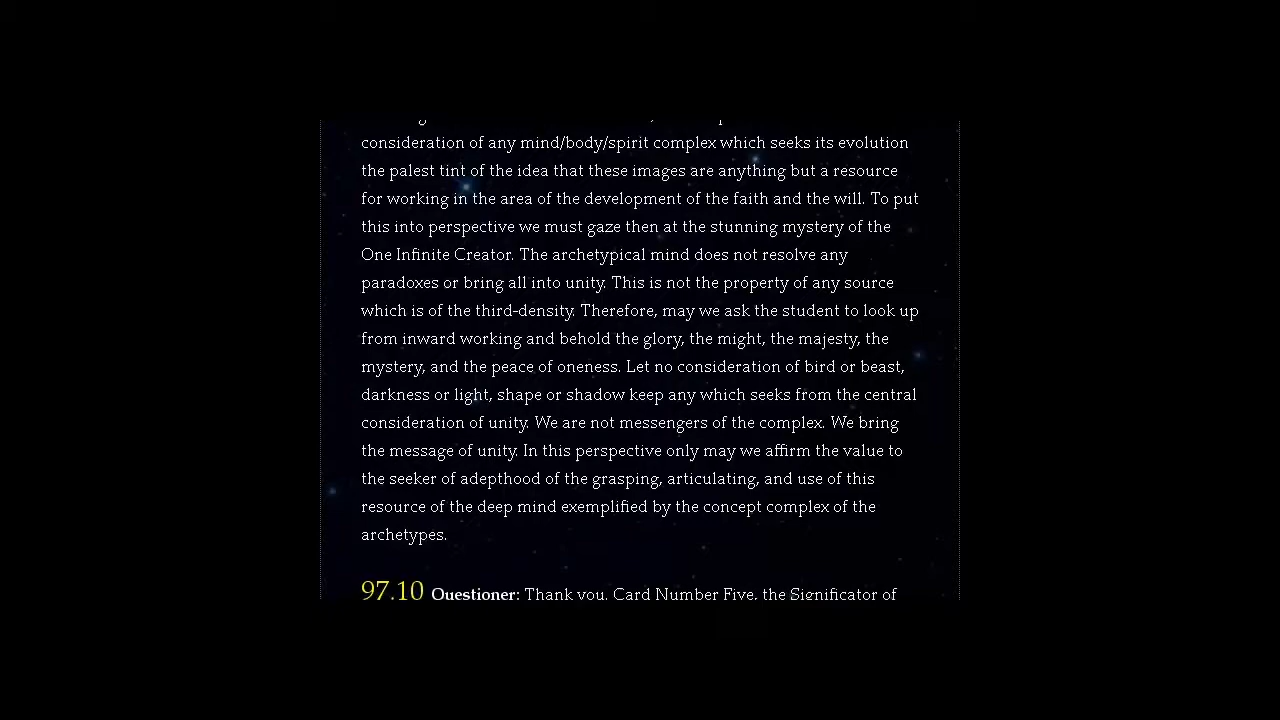 consideration of any mind/body/spirit complex which seeks its evolution
the palest tint of the idea that these images are anything but a resource
for working in the area of the development of the faith and the will. To put
this into perspective we must gaze then at the stunning mystery of the
One Infinite Creator. The archetypical mind does not resolve any
paradoxes or bring all into unity. This is not the property of any source
which is of the third-density. Therefore, may we ask the student to look up
from inward working and behold the glory, the might, the majesty, the
mystery, and the peace of oneness. Let no consideration of bird or beast,
darkness or light, shape or shadow keep any which seeks from the central
consideration of unity. We are not messengers of the complex. We bring
the message of unity. In this perspective only may we affirm the value to
the seeker of adepthood of the grasping, articulating, and use of this
resource of the deep mind exemplified by the concept complex of the
archetypes.
97.10 Questioner: Thank you. Card Number Five, the Significator of